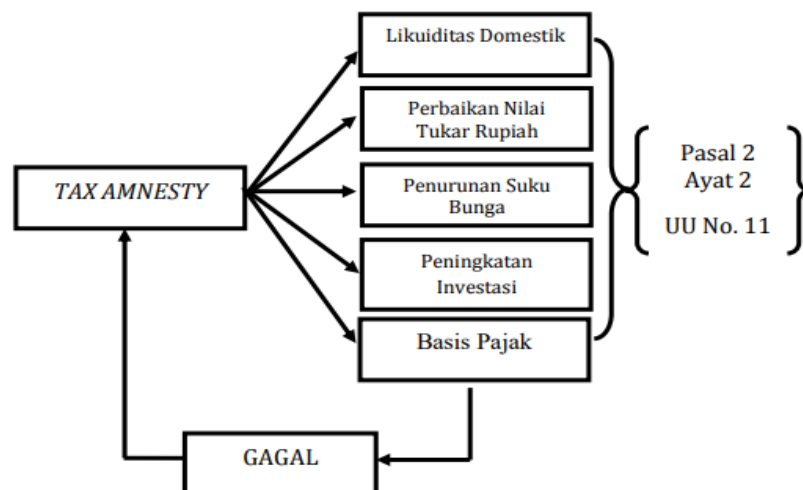 Likuiditas Domestik
Perbaikan Nilai
Tukar Rupiah
TAX AMNESTY
Penurunan Suku
Bunga
Peningkatan
Investasi
Basis Pajak
Pasal 2
Ayat 2
UU No. 11
GAGAL